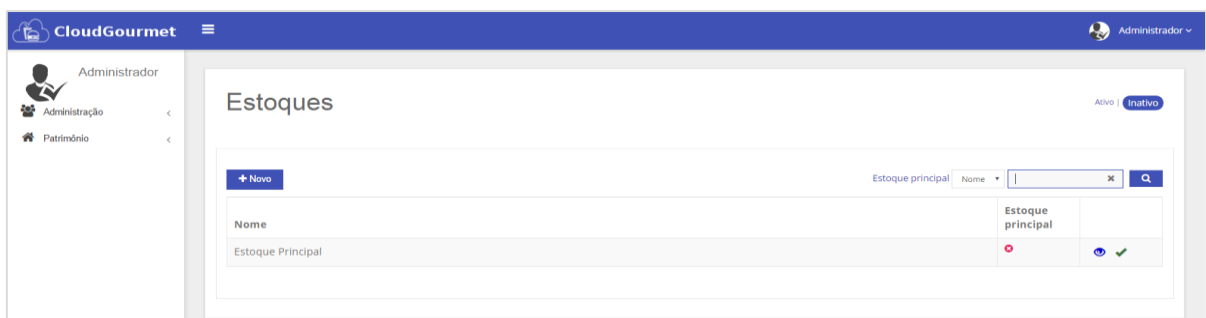 CloudGourmet
Administrador
Administrador
Administração
Patrimônio
Estoques
Ativo | Inativo
+ Novo
Estoque principal Nome
Nome
Estoque principal
Estoque Principal